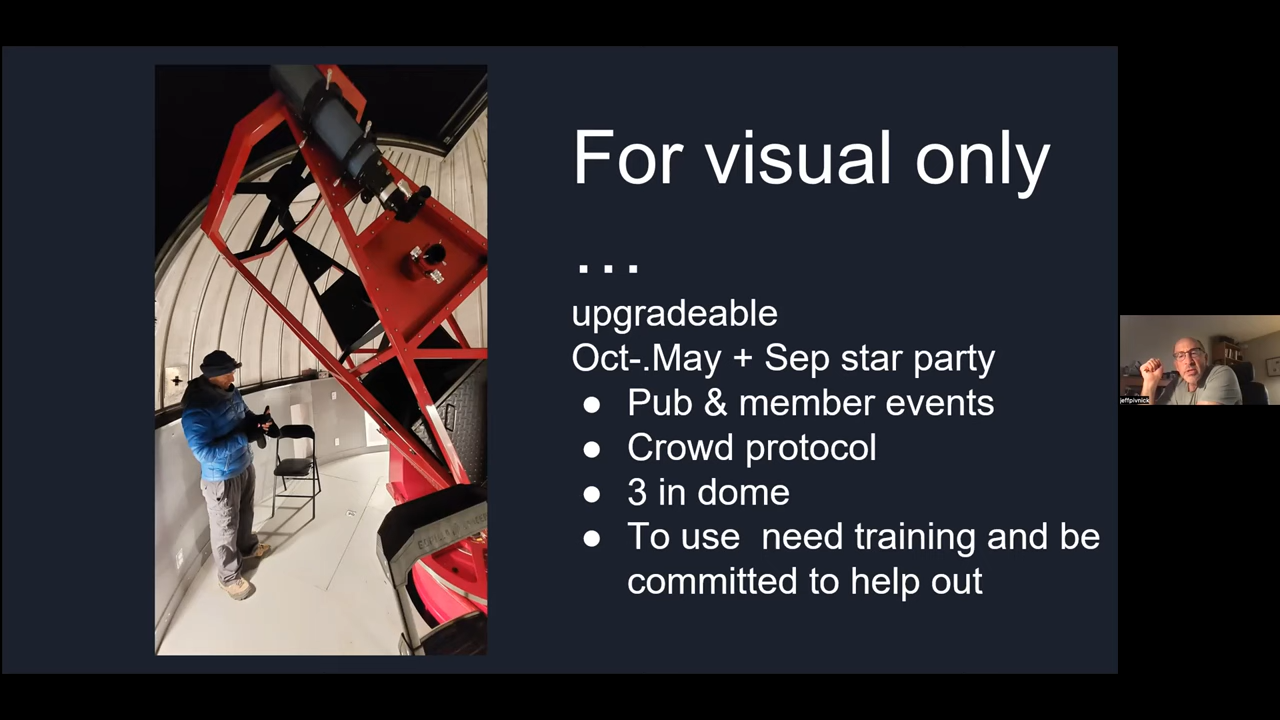 For visual only
…
upgradeable
Oct-.May + Sep star party
● Pub & member events
● Crowd protocol
● 3 in dome
● To use  need training and be
committed to help out
jeffpivnick